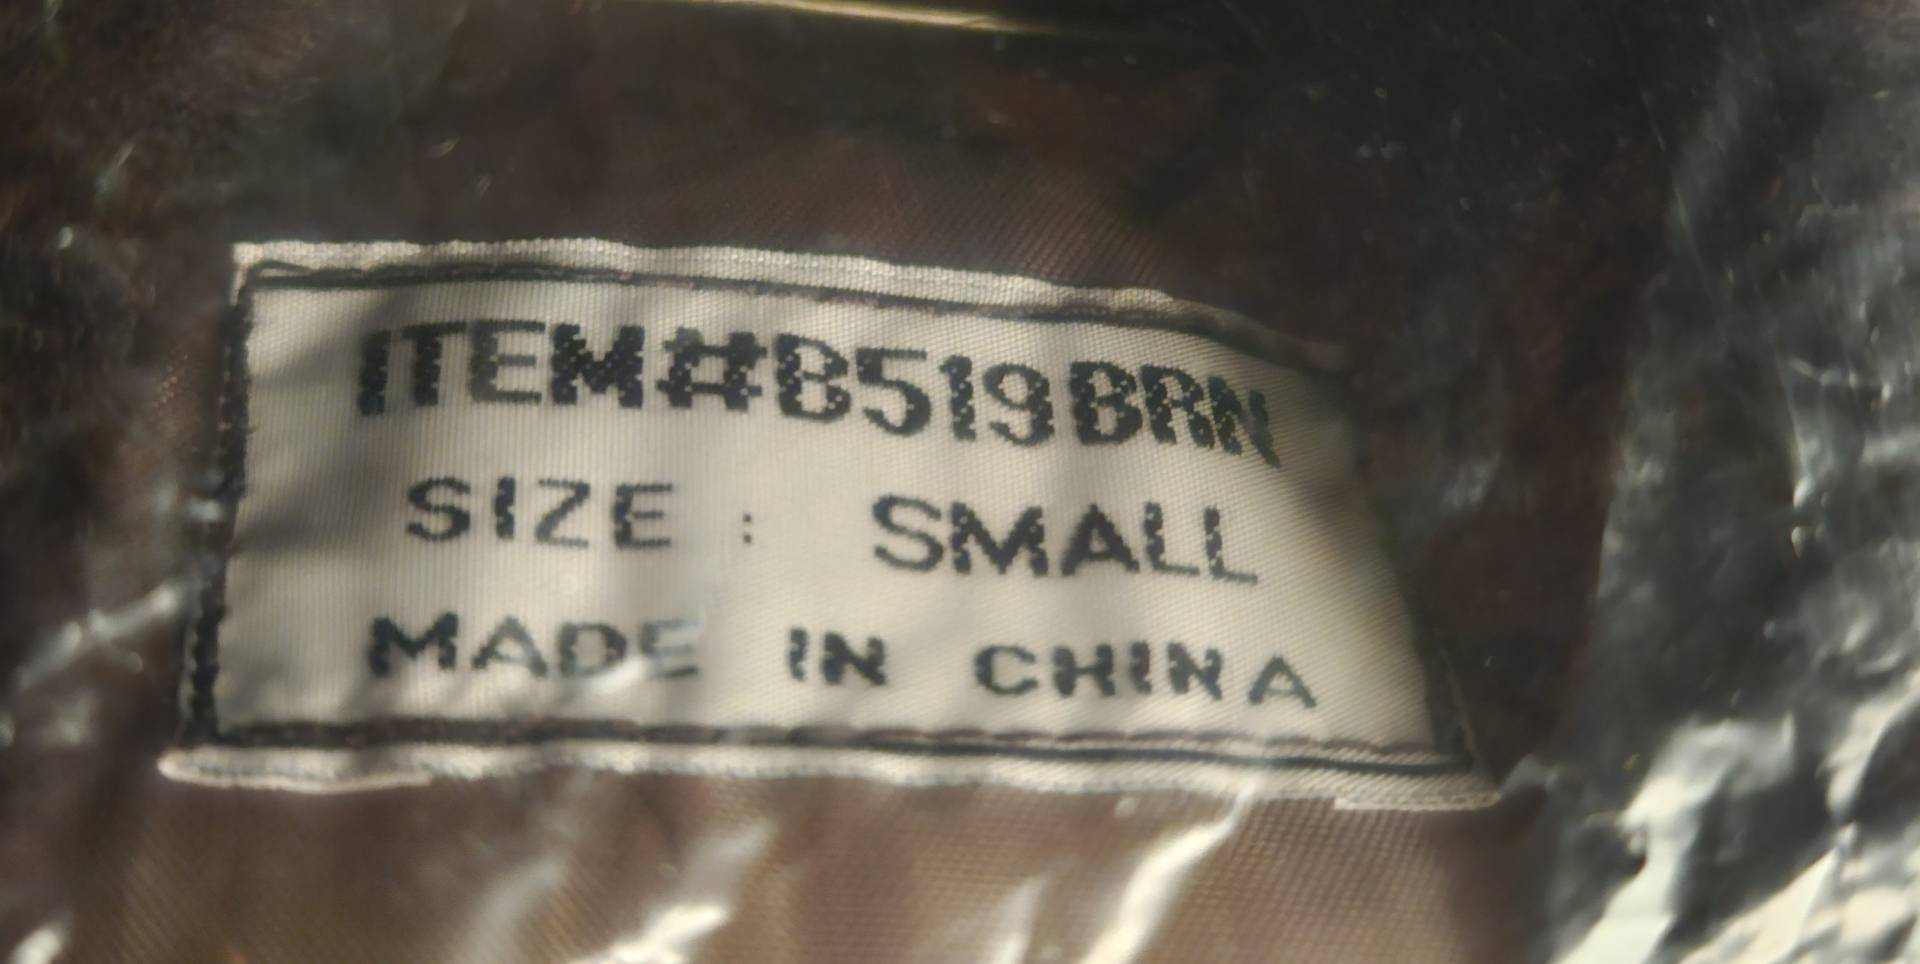 ITEM#B519BRN
SIZE : SMALL
MADE IN CHINA